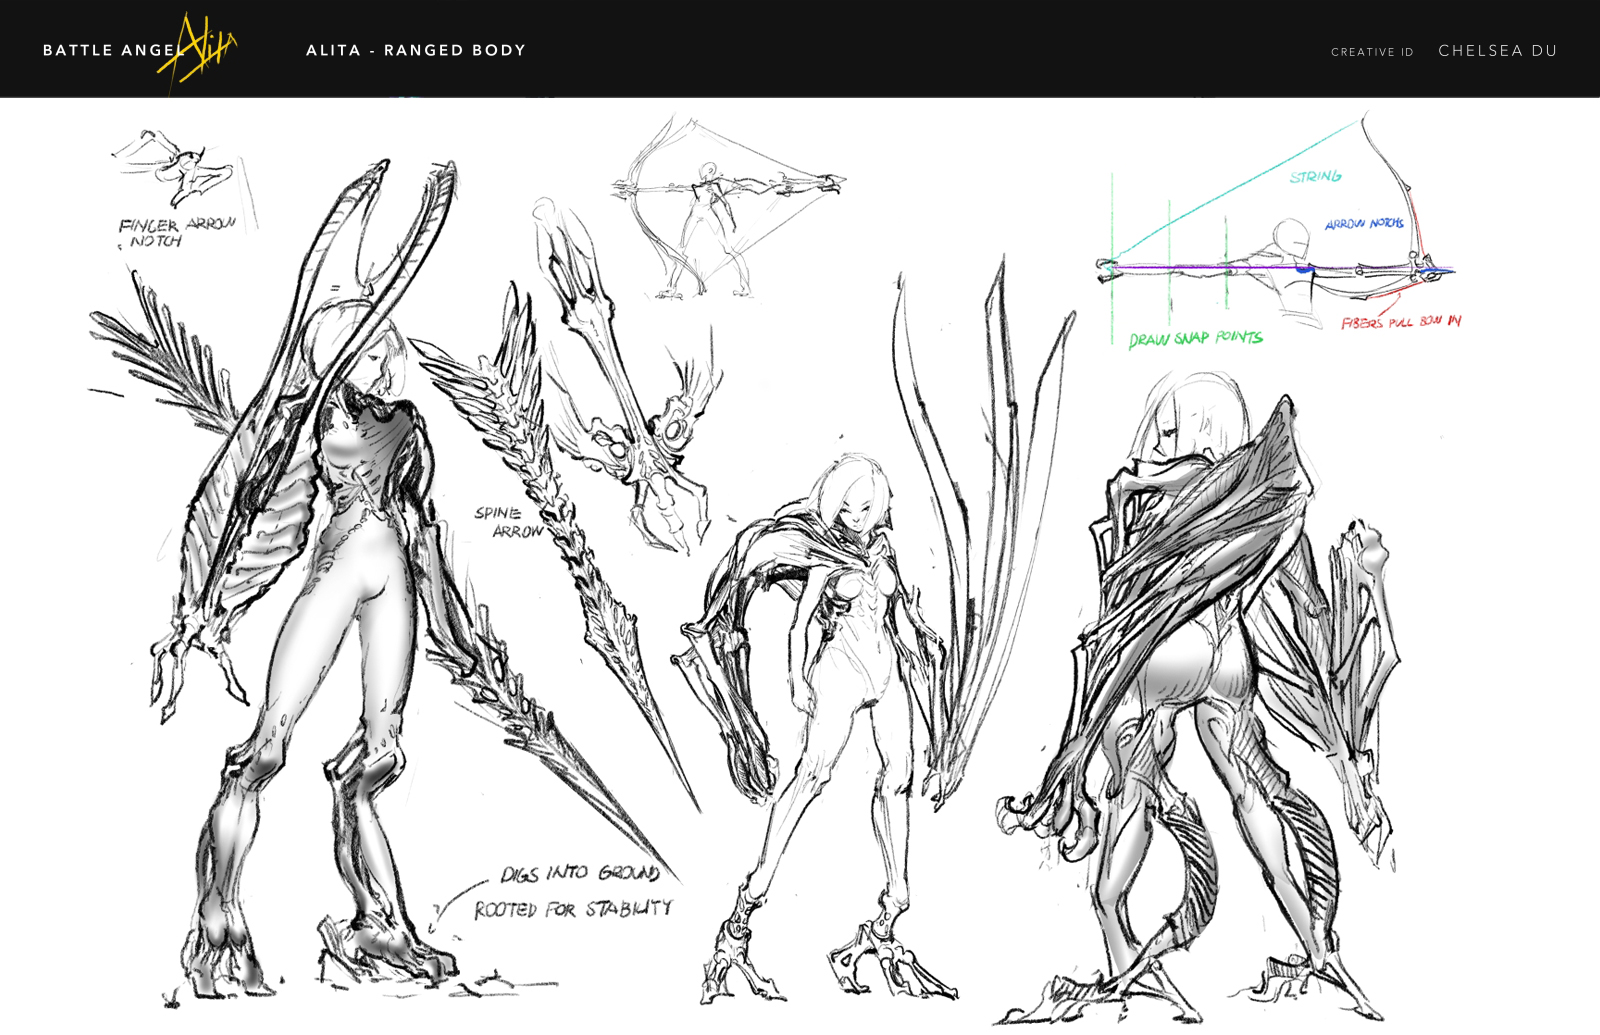 BATTLE ANGEL Alita
ALITA - RANGED BODY
CREATIVE ID CHELSEA DU
FINGER ARROW
NOTCH
STRING
ARROW NOTCHS
FIBERS PULL BOW IN
DRAW SNAP POINTS
SPINE
ARROW
DIGS INTO GROUND
ROOTED FOR STABILITY